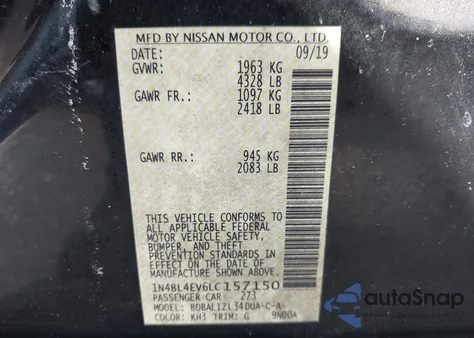 MFD BY NISSAN MOTOR CO., LTD.
DATE: 09/19
GVWR: 1963 KG
4328 LB
GAWR FR.: 1097 KG
2418 LB
GAWR RR.: 945 KG
2083 LB
THIS VEHICLE CONFORMS TO
ALL APPLICABLE FEDERAL
MOTOR VEHICLE SAFETY,
BUMPER, AND THEFT
PREVENTION STANDARDS IN
EFFECT ON THE DATE OF
MANUFACTURE SHOWN ABOVE.
1N4BL4EV6LC157150
PASSENGER CAR 273
MODEL: BDBALIZL34DUA-C-A-
COLOR: KH3 TRIM: G 9N00A
autoSnap